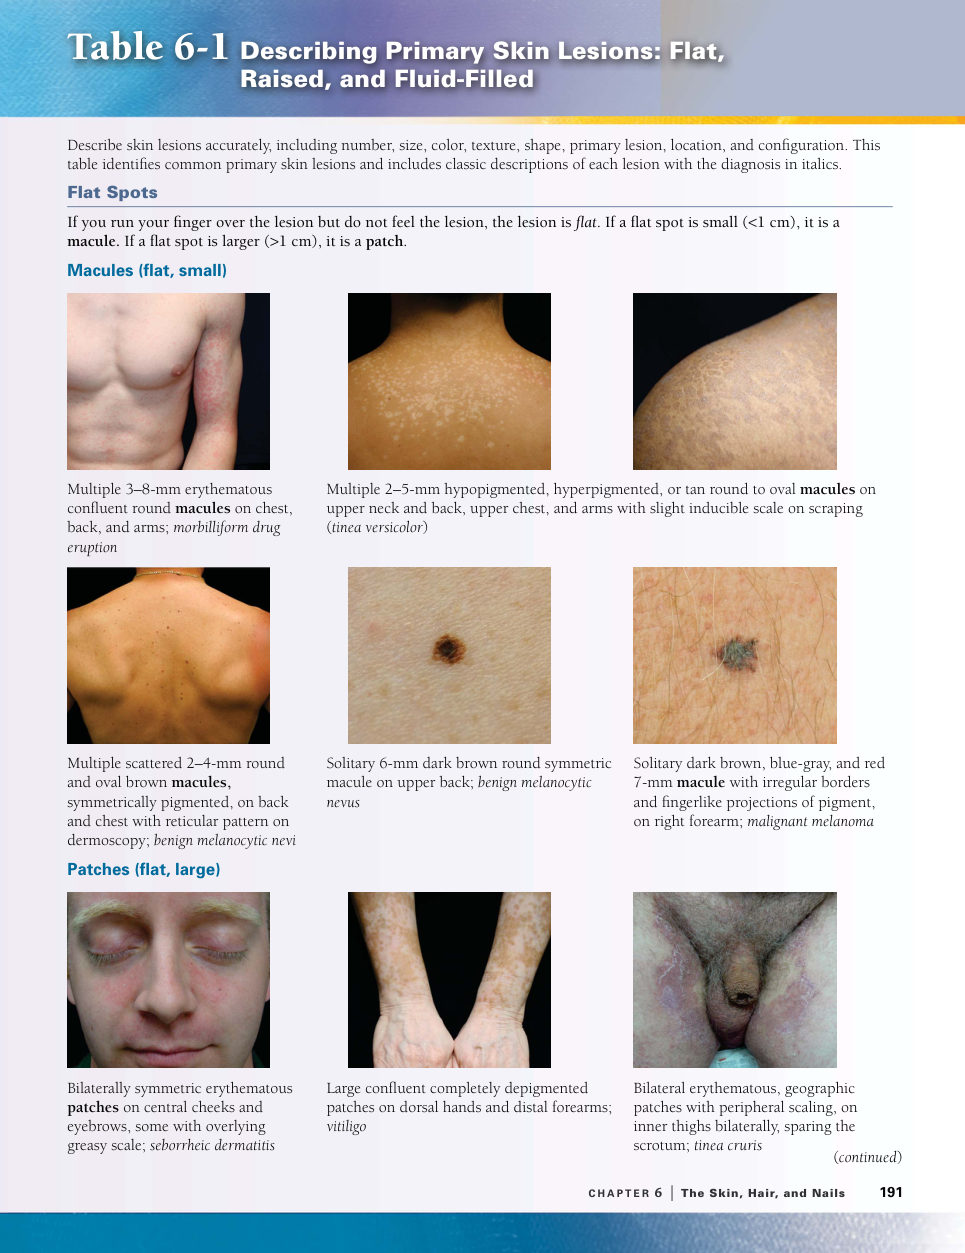 Table 6-1 Describing Primary Skin Lesions: Flat,
Raised, and Fluid-Filled
Describe skin lesions accurately, including number, size, color, texture, shape, primary lesion, location, and configuration. This
table identifies common primary skin lesions and includes classic descriptions of each lesion with the diagnosis in italics.
Flat Spots
If you run your finger over the lesion but do not feel the lesion, the lesion is flat. If a flat spot is small (<1 cm), it is a
macule. If a flat spot is larger (>1 cm), it is a patch.
Macules (flat, small)
Multiple 3–8-mm erythematous
confluent round macules on chest,
back, and arms; morbilliform drug
eruption
Multiple 2–5-mm hypopigmented, hyperpigmented, or tan round to oval macules on
upper neck and back, upper chest, and arms with slight inducible scale on scraping
(tinea versicolor)
Multiple scattered 2–4-mm round
and oval brown macules,
symmetrically pigmented, on back
and chest with reticular pattern on
dermoscopy; benign melanocytic nevi
Solitary 6-mm dark brown round symmetric
macule on upper back; benign melanocytic
nevus
Solitary dark brown, blue-gray, and red
7-mm macule with irregular borders
and fingerlike projections of pigment,
on right forearm; malignant melanoma
Patches (flat, large)
Bilaterally symmetric erythematous
patches on central cheeks and
eyebrows, some with overlying
greasy scale; seborrheic dermatitis
Large confluent completely depigmented
patches on dorsal hands and distal forearms;
vitiligo
Bilateral erythematous, geographic
patches with peripheral scaling, on
inner thighs bilaterally, sparing the
scrotum; tinea cruris
(continued)
CHAPTER 6 | The Skin, Hair, and Nails 191